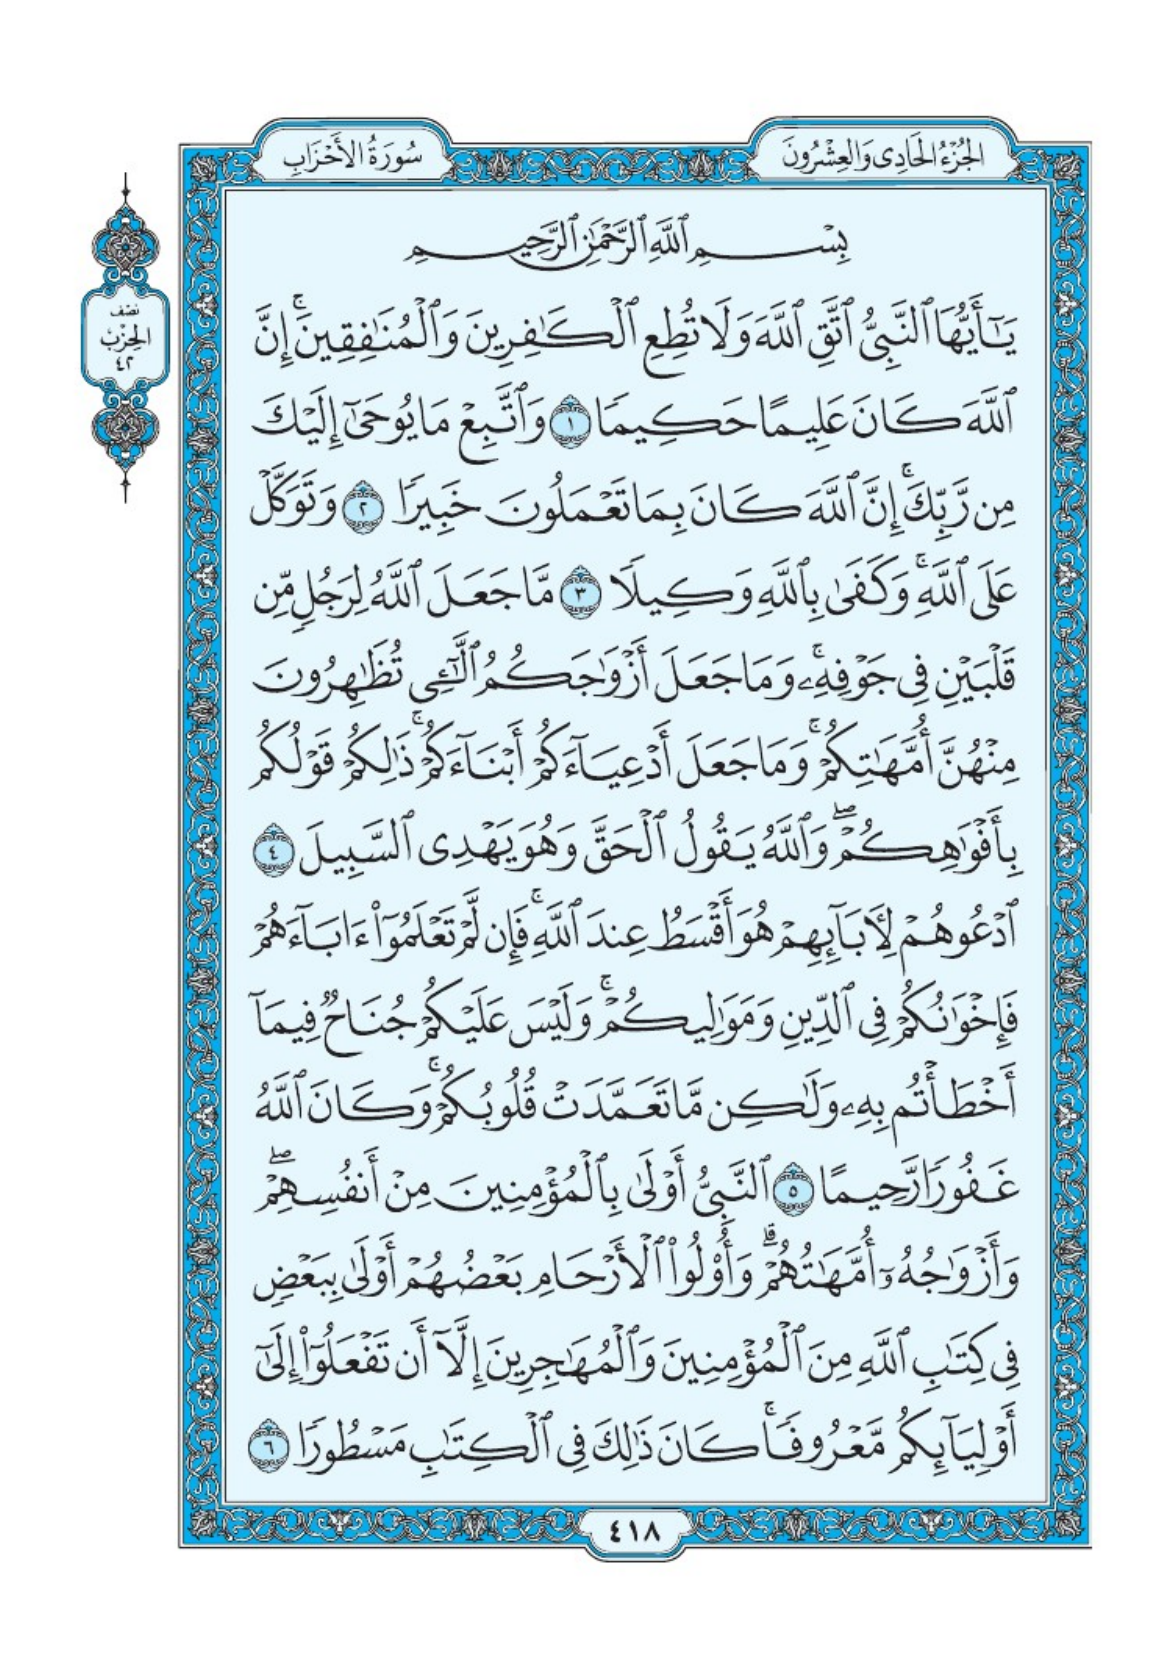 الجُزْءُ الحَادِى وَالعِشْرُونَ
سُورَةُ الأَحْزَابِ
نصْف
الحِزْبْ
٤٢
بِسْمِ ٱللَّهِ ٱلرَّحْمَٰنِ ٱلرَّحِيمِ
يَٰٓأَيُّهَا ٱلنَّبِىُّ ٱتَّقِ ٱللَّهَ وَلَا تُطِعِ ٱلْكَٰفِرِينَ وَٱلْمُنَٰفِقِينَۚ إِنَّ
ٱللَّهَ كَانَ عَلِيمًا حَكِيمًا ١ وَٱتَّبِعْ مَا يُوحَىٰٓ إِلَيْكَ
مِن رَّبِّكَۚ إِنَّ ٱللَّهَ كَانَ بِمَا تَعْمَلُونَ خَبِيرًا ٢ وَتَوَكَّلْ
عَلَى ٱللَّهِۚ وَكَفَىٰ بِٱللَّهِ وَكِيلًا ٣ مَّا جَعَلَ ٱللَّهُ لِرَجُلٍ مِّن
قَلْبَيْنِ فِى جَوْفِهِۦۚ وَمَا جَعَلَ أَزْوَٰجَكُمُ ٱلَّٰٓـِٔى تُظَٰهِرُونَ
مِنْهُنَّ أُمَّهَٰتِكُمْۚ وَمَا جَعَلَ أَدْعِيَآءَكُمْ أَبْنَآءَكُمْۚ ذَٰلِكُمْ قَوْلُكُم
بِأَفْوَٰهِكُمْۖ وَٱللَّهُ يَقُولُ ٱلْحَقَّ وَهُوَ يَهْدِى ٱلسَّبِيلَ ٤
ٱدْعُوهُمْ لِـَٔابَآئِهِمْ هُوَ أَقْسَطُ عِندَ ٱللَّهِۚ فَإِن لَّمْ تَعْلَمُوٓا۟ ءَابَآءَهُمْ
فَإِخْوَٰنُكُمْ فِى ٱلدِّينِ وَمَوَٰلِيكُمْۚ وَلَيْسَ عَلَيْكُمْ جُنَاحٌ فِيمَآ
أَخْطَأْتُم بِهِۦ وَلَٰكِن مَّا تَعَمَّدَتْ قُلُوبُكُمْۚ وَكَانَ ٱللَّهُ
غَفُورًا رَّحِيمًا ٥ ٱلنَّبِىُّ أَوْلَىٰ بِٱلْمُؤْمِنِينَ مِنْ أَنفُسِهِمْۖ
وَأَزْوَٰجُهُۥٓ أُمَّهَٰتُهُمْۗ وَأُو۟لُوا۟ ٱلْأَرْحَامِ بَعْضُهُمْ أَوْلَىٰ بِبَعْضٍ
فِى كِتَٰبِ ٱللَّهِ مِنَ ٱلْمُؤْمِنِينَ وَٱلْمُهَٰجِرِينَ إِلَّآ أَن تَفْعَلُوٓا۟ إِلَىٰٓ
أَوْلِيَآئِكُم مَّعْرُوفًاۚ كَانَ ذَٰلِكَ فِى ٱلْكِتَٰبِ مَسْطُورًا ٦
٤١٨